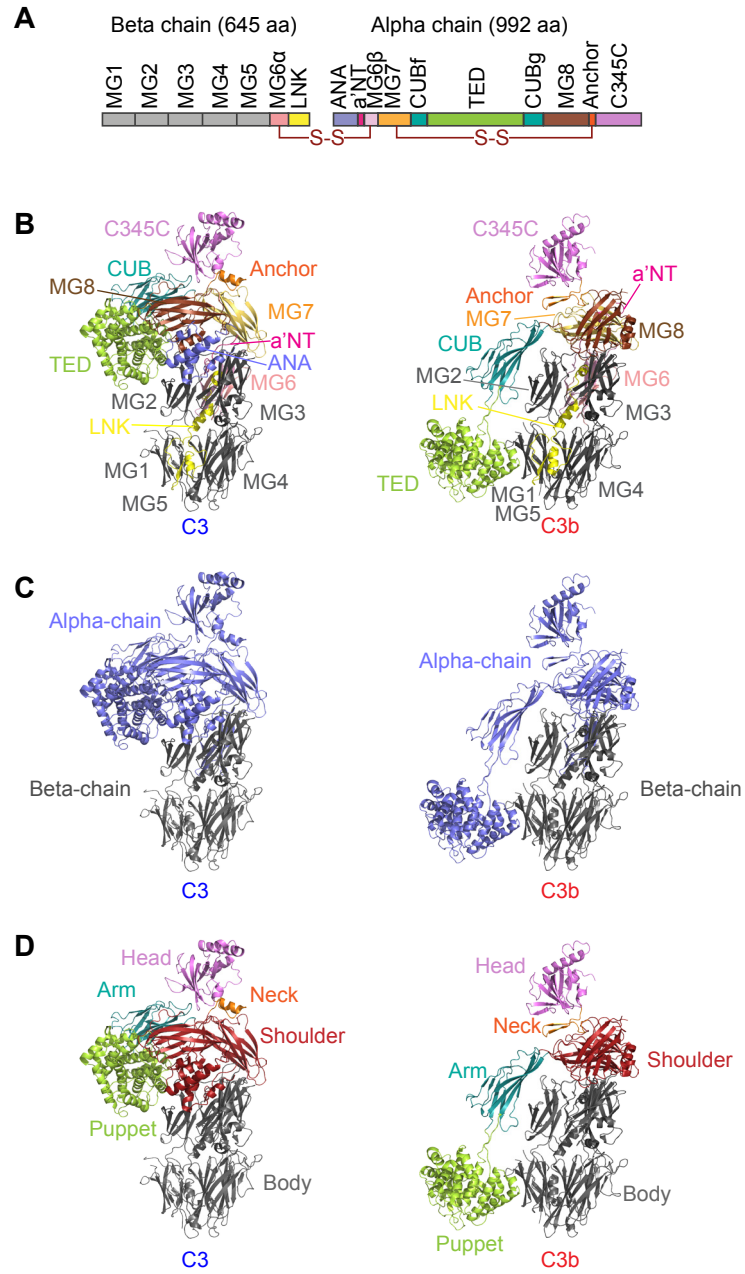 A
Beta chain (645 aa) Alpha chain (992 aa)
MG1 MG2 MG3 MG4 MG5 MG6α LNK ANA a'NT MG6β MG7 CUBf TED CUBg MG8 Anchor C345C
S-S S-S
B
C345C
CUB
Anchor
MG8
MG7
a'NT
TED
ANA
MG6
MG2
MG3
LNK
MG1
MG4
MG5
C3
C345C
a'NT
Anchor
MG7
MG8
CUB
MG2
MG6
LNK
MG3
TED
MG1
MG4
MG5
C3b
C
Alpha-chain
Beta-chain
C3
Alpha-chain
Beta-chain
C3b
D
Head
Arm
Neck
Shoulder
Puppet
Body
C3
Head
Neck
Shoulder
Arm
Body
Puppet
C3b